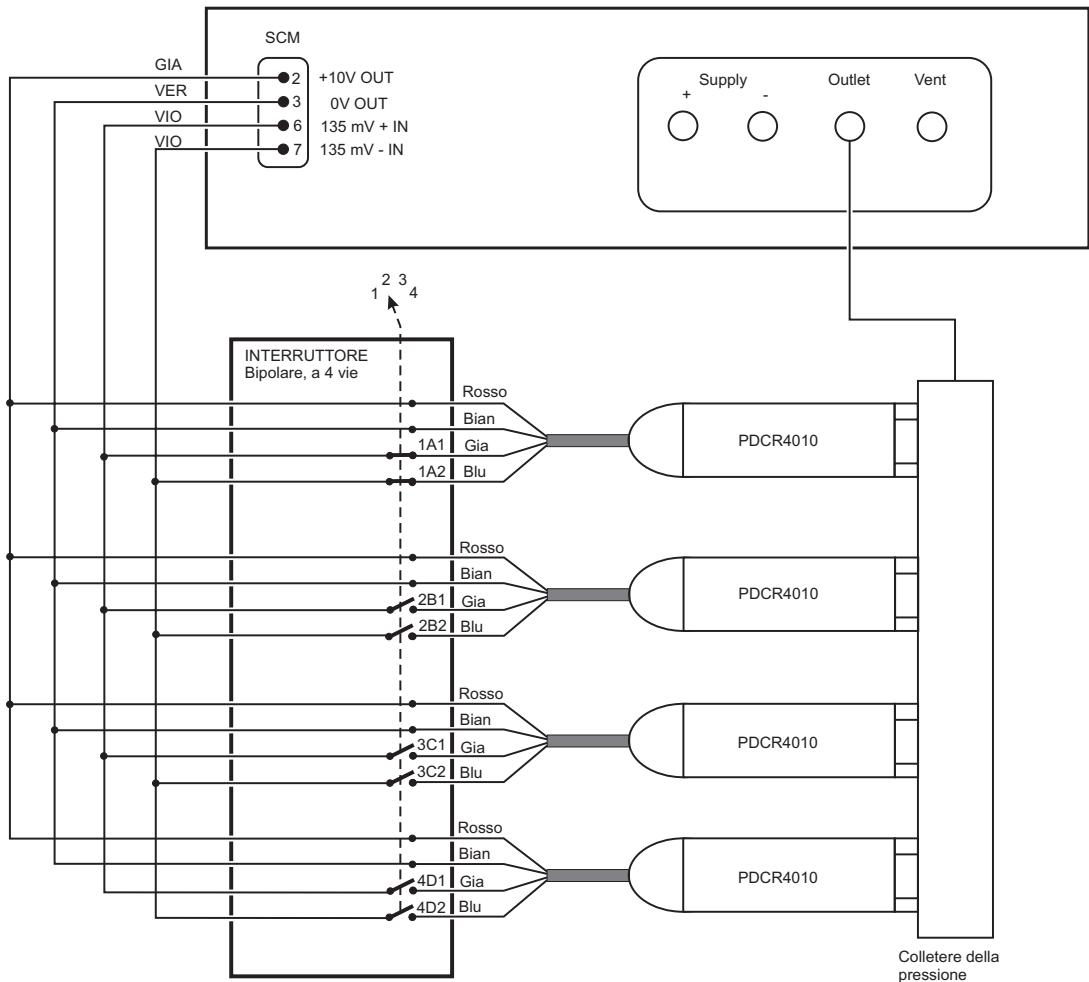 SCM
GIA
2
+10V OUT
VER
3
0V OUT
VIO
6
135 mV + IN
VIO
7
135 mV - IN
Supply
+
-
Outlet
Vent
1
2
3
4
INTERRUTTORE
Bipolare, a 4 vie
Rosso
Bian
1A1
Gia
1A2
Blu
PDCR4010
Rosso
Bian
2B1
Gia
2B2
Blu
PDCR4010
Rosso
Bian
3C1
Gia
3C2
Blu
PDCR4010
Rosso
Bian
4D1
Gia
4D2
Blu
PDCR4010
Colletere della
pressione